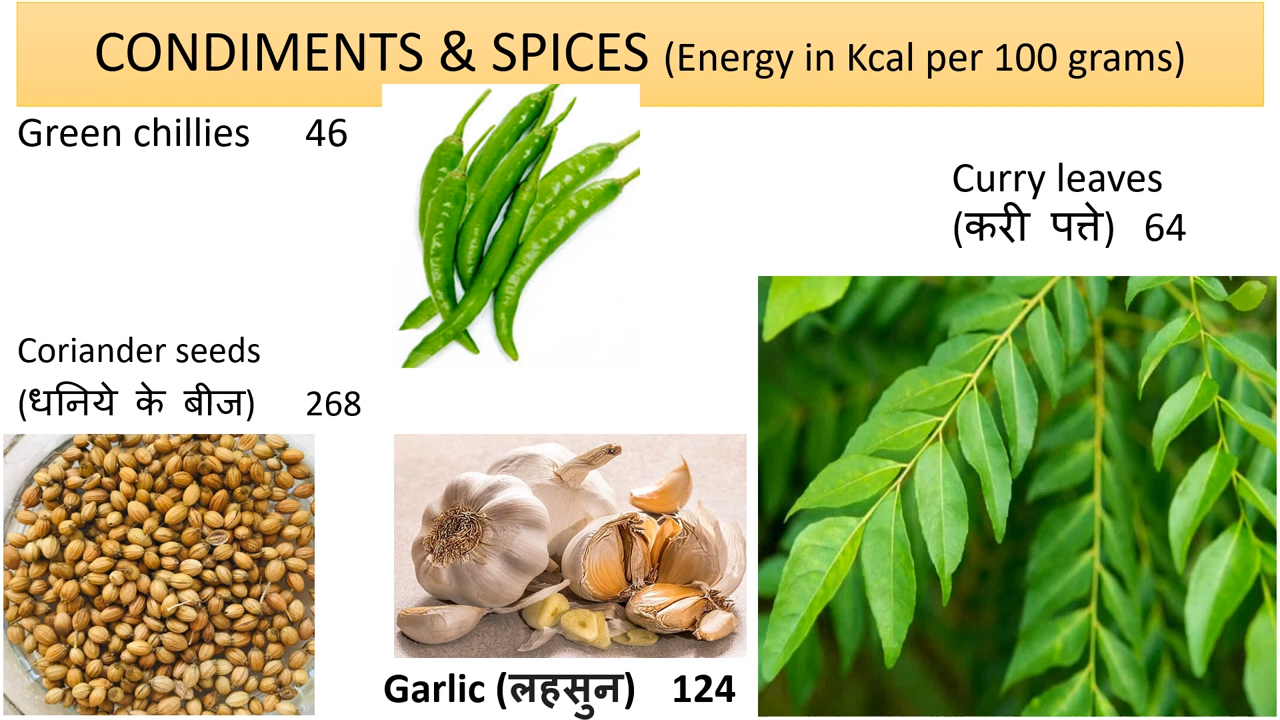 CONDIMENTS & SPICES (Energy in Kcal per 100 grams)
Green chillies 46
Curry leaves
(करी पत्ते) 64
Coriander seeds
(धनिये के बीज) 268
Garlic (लहसुन) 124